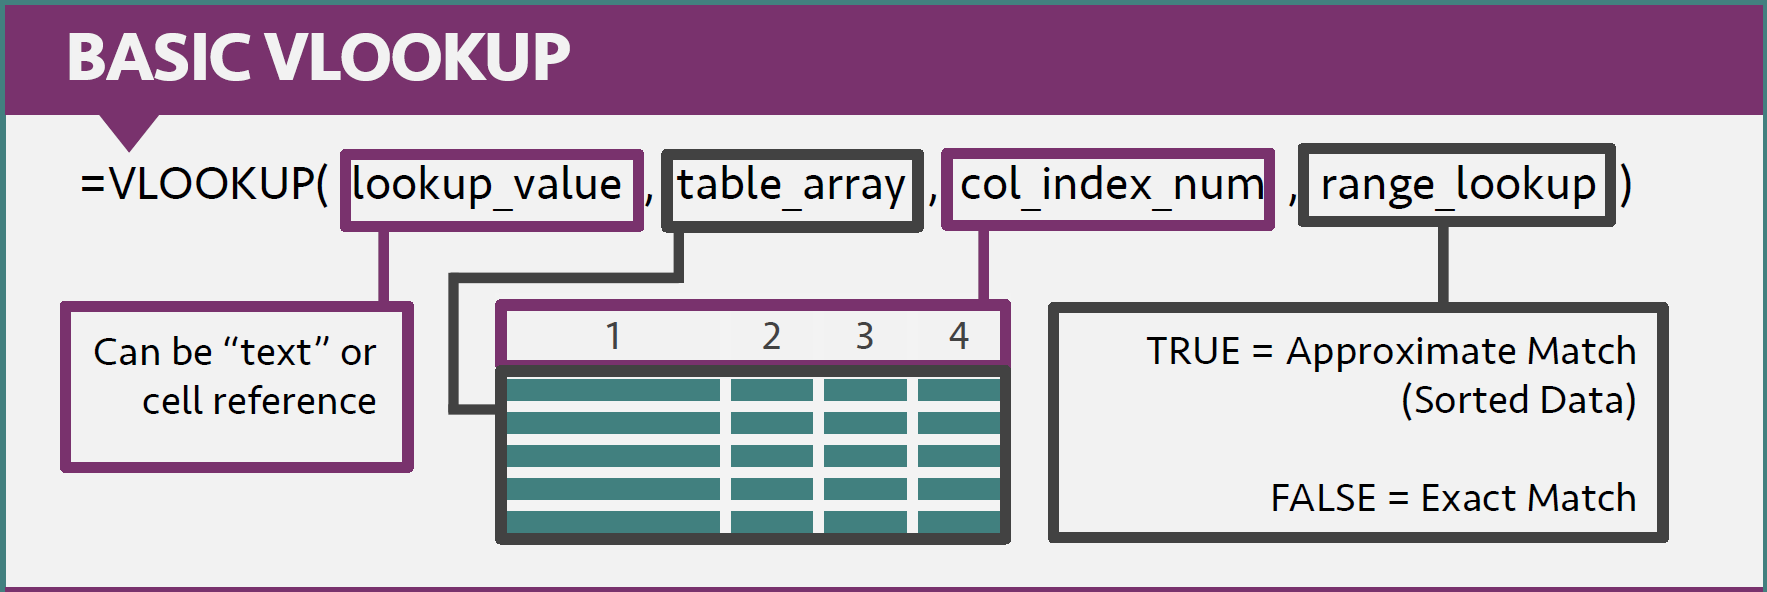 BASIC VLOOKUP
=VLOOKUP( lookup_value , table_array , col_index_num , range_lookup )
Can be “text” or
cell reference
1 2 3 4
TRUE = Approximate Match
(Sorted Data)
FALSE = Exact Match